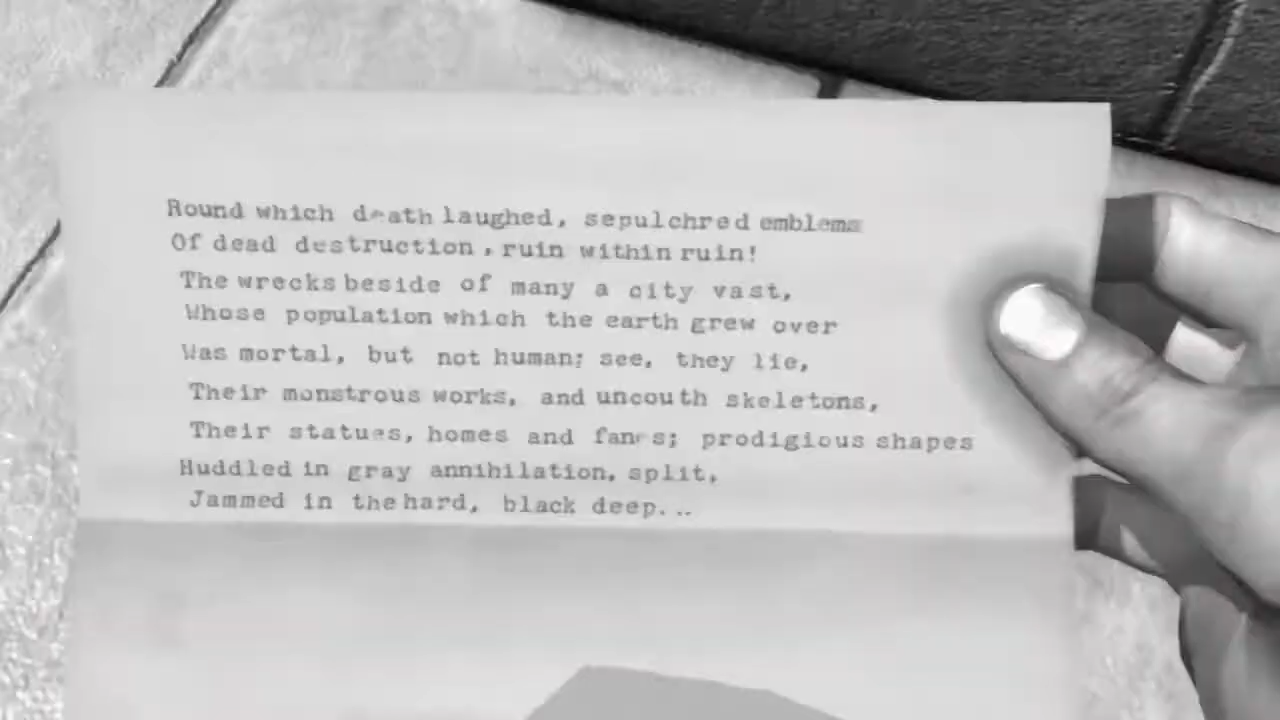 Round which death laughed, sepulchred emblems
Of dead destruction, ruin within ruin!
The wrecks beside of many a city vast,
Whose population which the earth grew over
Was mortal, but not human; see, they lie,
Their monstrous works, and uncouth skeletons,
Their statues, homes and fanes; prodigious shapes
Huddled in gray annihilation, split,
Jammed in the hard, black deep...